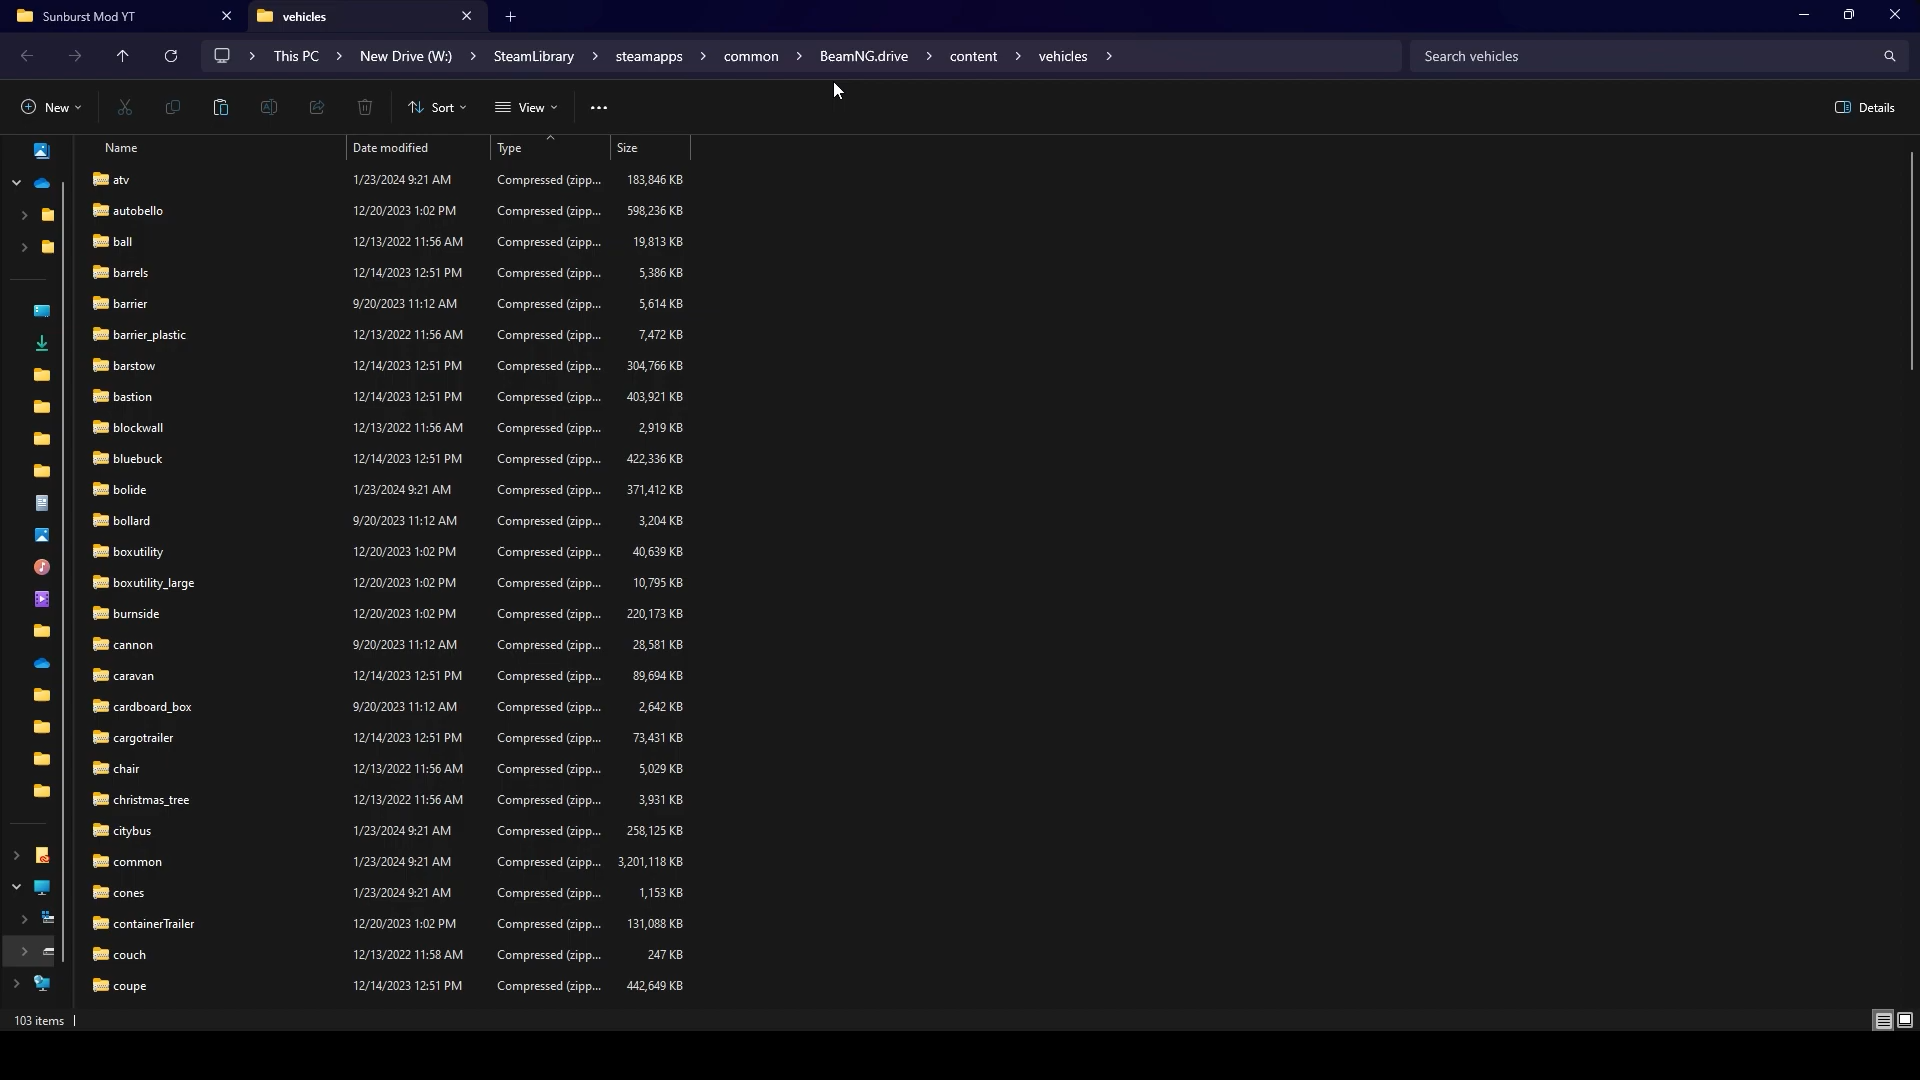 Sunburst Mod YT
vehicles
This PC > New Drive (W:) > SteamLibrary > steamapps > common > BeamNG.drive > content > vehicles >
Search vehicles
New
Sort
View
Details
Name Date modified Type Size
atv 1/23/2024 9:21 AM Compressed (zipp... 183,846 KB
autobello 12/20/2023 1:02 PM Compressed (zipp... 598,236 KB
ball 12/13/2022 11:56 AM Compressed (zipp... 19,813 KB
barrels 12/14/2023 12:51 PM Compressed (zipp... 5,386 KB
barrier 9/20/2023 11:12 AM Compressed (zipp... 5,614 KB
barrier_plastic 12/13/2022 11:56 AM Compressed (zipp... 7,472 KB
barstow 12/14/2023 12:51 PM Compressed (zipp... 304,766 KB
bastion 12/14/2023 12:51 PM Compressed (zipp... 403,921 KB
blockwall 12/13/2022 11:56 AM Compressed (zipp... 2,919 KB
bluebuck 12/14/2023 12:51 PM Compressed (zipp... 422,336 KB
bolide 1/23/2024 9:21 AM Compressed (zipp... 371,412 KB
bollard 9/20/2023 11:12 AM Compressed (zipp... 3,204 KB
boxutility 12/20/2023 1:02 PM Compressed (zipp... 40,639 KB
boxutility_large 12/20/2023 1:02 PM Compressed (zipp... 10,795 KB
burnside 12/20/2023 1:02 PM Compressed (zipp... 220,173 KB
cannon 9/20/2023 11:12 AM Compressed (zipp... 28,581 KB
caravan 12/14/2023 12:51 PM Compressed (zipp... 89,694 KB
cardboard_box 9/20/2023 11:12 AM Compressed (zipp... 2,642 KB
cargotrailer 12/14/2023 12:51 PM Compressed (zipp... 73,431 KB
chair 12/13/2022 11:56 AM Compressed (zipp... 5,029 KB
christmas_tree 12/13/2022 11:56 AM Compressed (zipp... 3,931 KB
citybus 1/23/2024 9:21 AM Compressed (zipp... 258,125 KB
common 1/23/2024 9:21 AM Compressed (zipp... 3,201,118 KB
cones 1/23/2024 9:21 AM Compressed (zipp... 1,153 KB
containerTrailer 12/20/2023 1:02 PM Compressed (zipp... 131,088 KB
couch 12/13/2022 11:58 AM Compressed (zipp... 247 KB
coupe 12/14/2023 12:51 PM Compressed (zipp... 442,649 KB
103 items